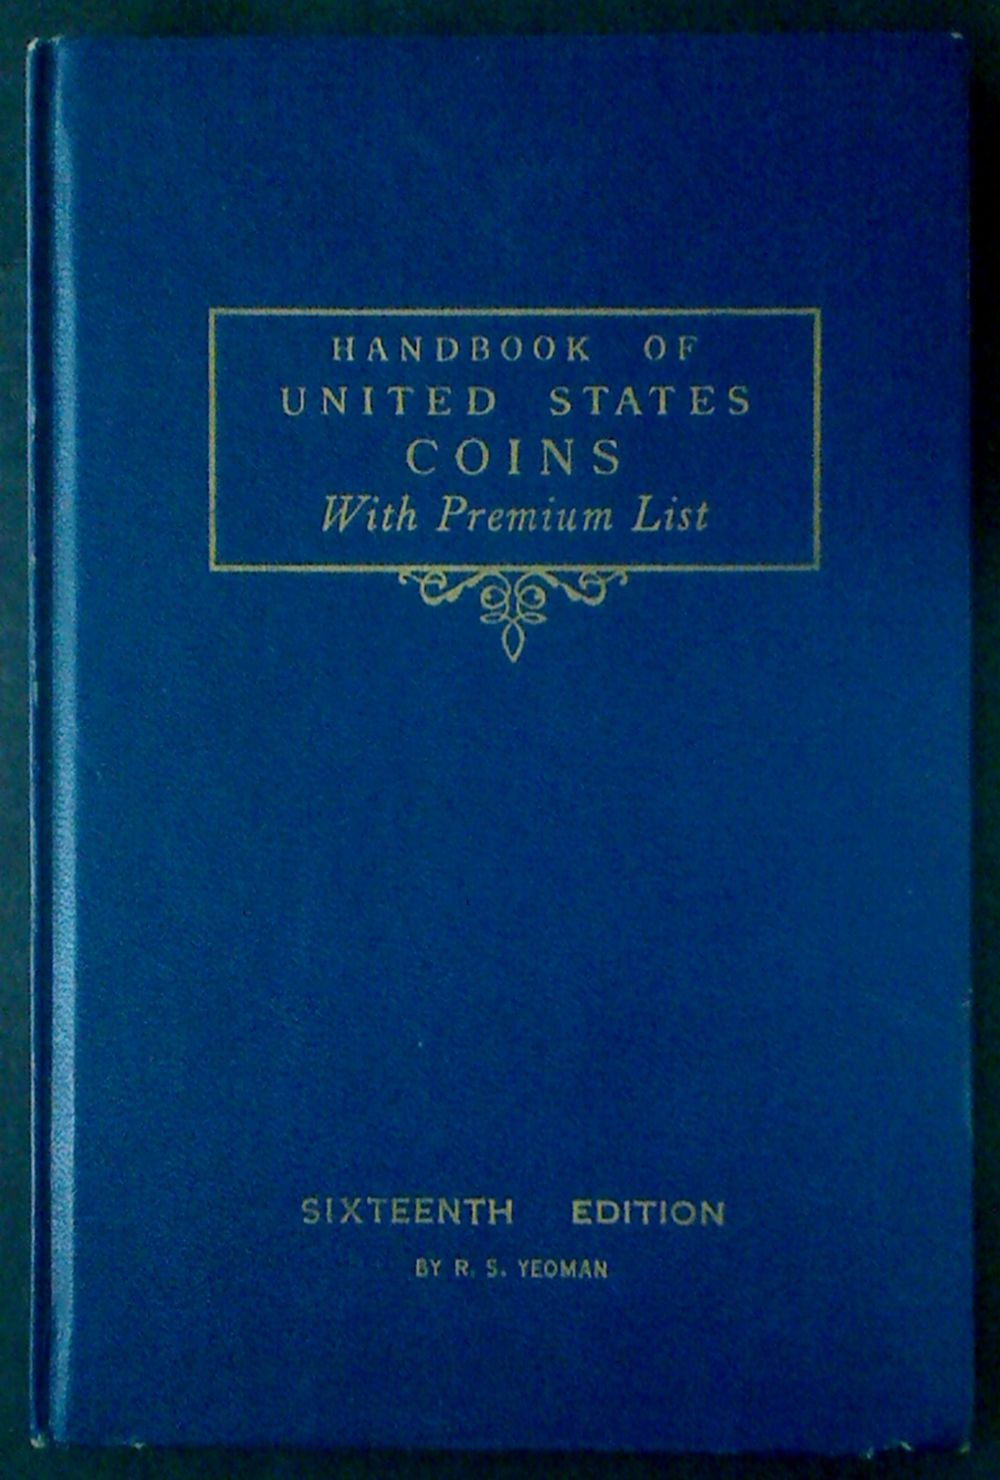 HANDBOOK OF
UNITED STATES
COINS
With Premium List
SIXTEENTH EDITION
BY R. S. YEOMAN